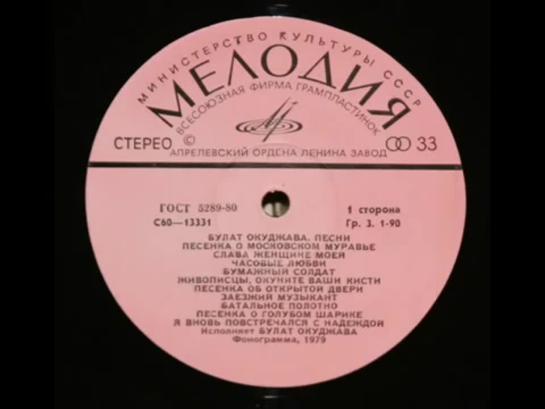 МИНИСТЕРСТВО КУЛЬТУРЫ СССР
МЕЛОДИЯ
ВСЕСОЮЗНАЯ ФИРМА ГРАМПЛАСТИНОК
СТЕРЕО © 33
АПРЕЛЕВСКИЙ ОРДЕНА ЛЕНИНА ЗАВОД
ГОСТ 5289-80 1 сторона
С60—13331 Гр. 3. 1-90
БУЛАТ ОКУДЖАВА. ПЕСНИ
ПЕСЕНКА О МОСКОВСКОМ МУРАВЬЕ
СЛАВА ЖЕНЩИНЕ МОЕЙ
ЧАСОВЫЕ ЛЮБВИ
БУМАЖНЫЙ СОЛДАТ
ЖИВОПИСЦЫ, ОКУНИТЕ ВАШИ КИСТИ
ПЕСЕНКА ОБ ОТКРЫТОЙ ДВЕРИ
ЗАЕЗЖИЙ МУЗЫКАНТ
БАТАЛЬНОЕ ПОЛОТНО
ПЕСЕНКА О ГОЛУБОМ ШАРИКЕ
Я ВНОВЬ ПОВСТРЕЧАЛСЯ С НАДЕЖДОЙ
Исполняет БУЛАТ ОКУДЖАВА
Фонограмма, 1979